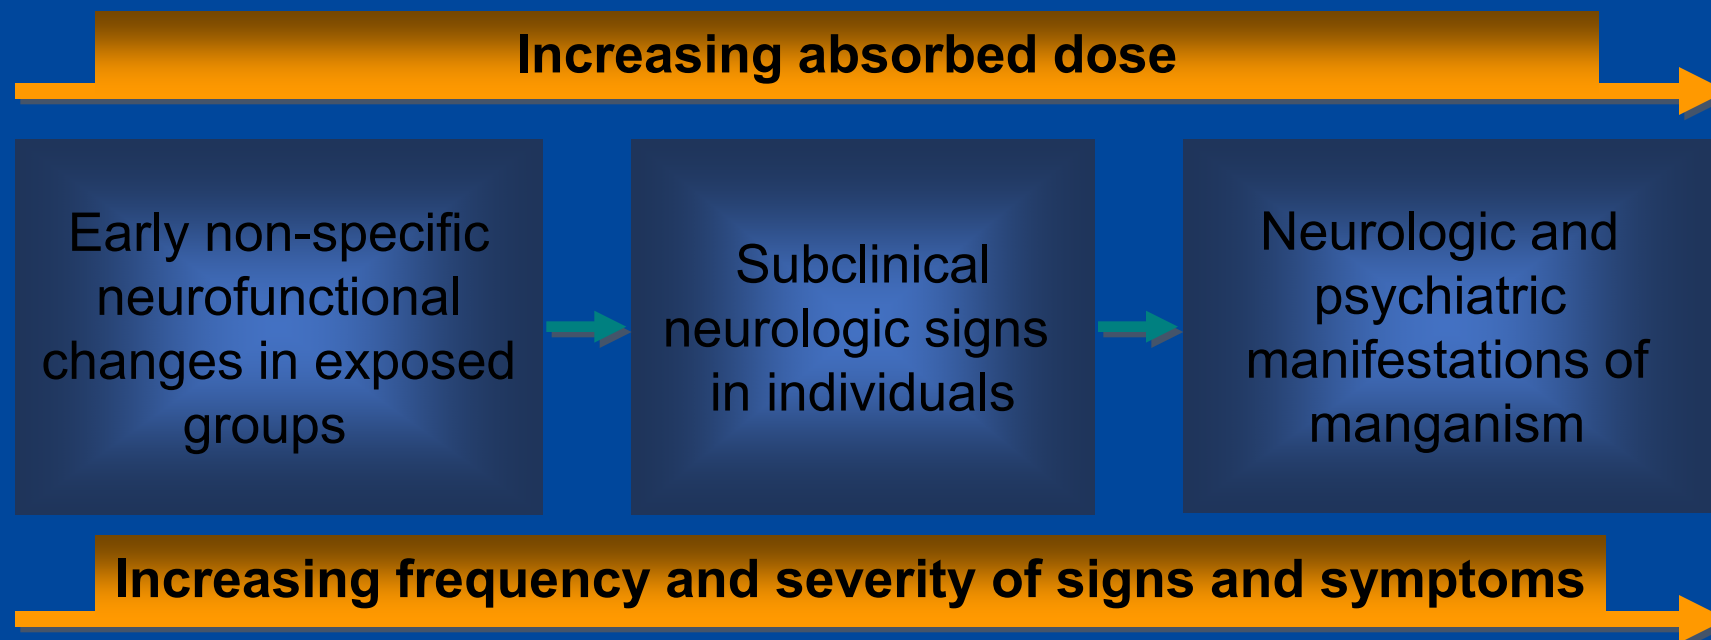 Increasing absorbed dose
Early non-specific
neurofunctional
changes in exposed
groups
Subclinical
neurologic signs
in individuals
Neurologic and
psychiatric
manifestations of
manganism
Increasing frequency and severity of signs and symptoms